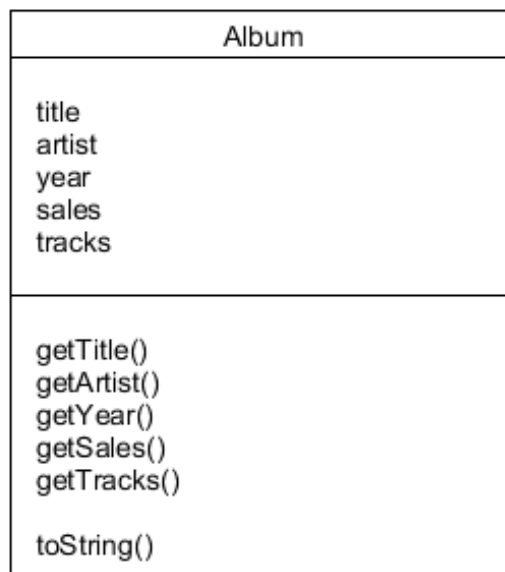 Album
title
artist
year
sales
tracks
getTitle()
getArtist()
getYear()
getSales()
getTracks()
toString()